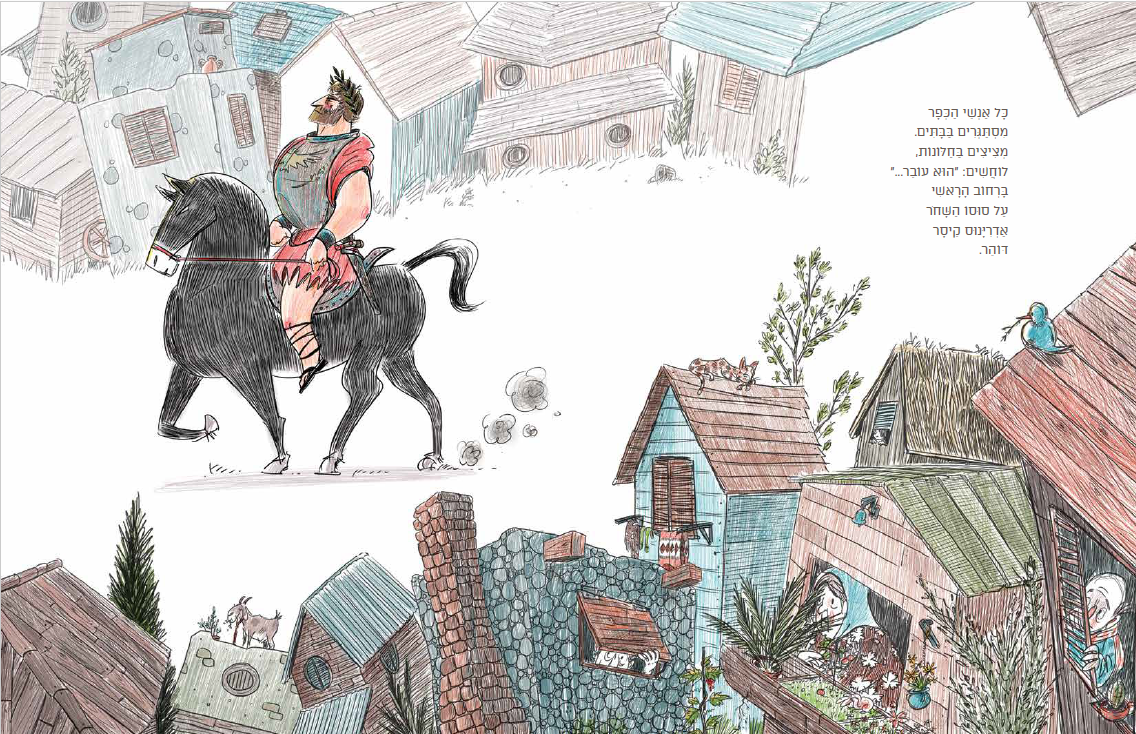 כָּל אַנְשֵׁי הַכְּפָר
מִסְתַּגְּרִים בַּבָּתִּים.
מְצִיצִים בַּחַלּוֹנוֹת,
לוֹחֲשִׁים: "הוּא עוֹבֵר..."
בָּרְחוֹב הָרָאשִׁי
עַל סוּסוֹ הַשָּׁחֹר
אַדְרִיָּנוּס קֵיסָר
דּוֹהֵר.